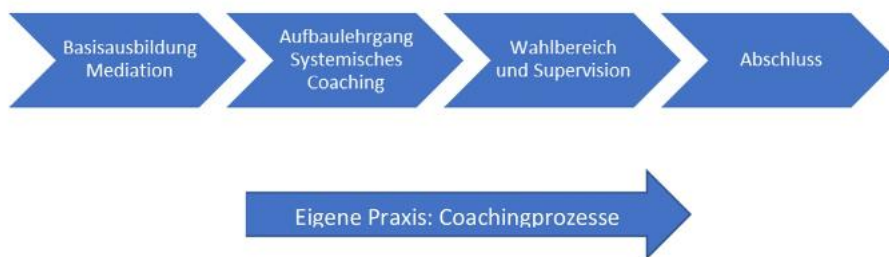 Basisausbildung
Mediation
Aufbaulehrgang
Systemisches
Coaching
Wahlbereich
und Supervision
Abschluss
Eigene Praxis: Coachingprozesse